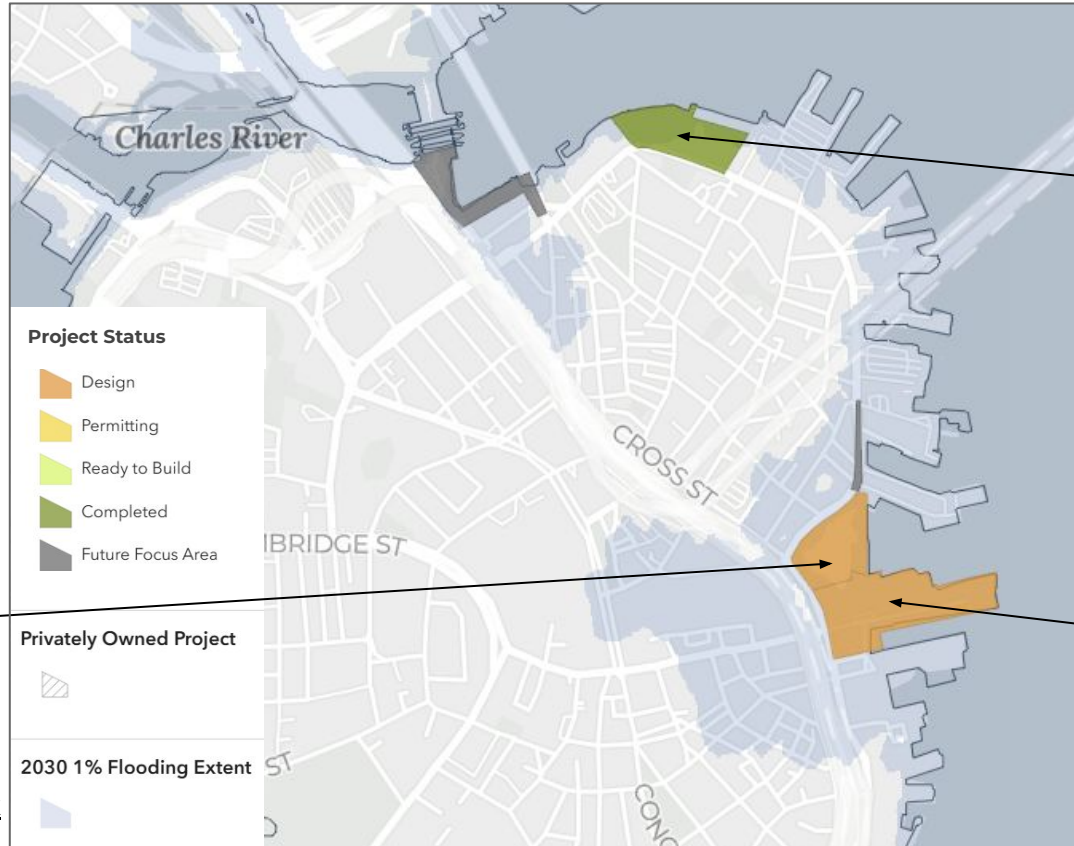 Charles River
Project Status
Design
Permitting
Ready to Build
Completed
Future Focus Area
CROSS ST
IBRIDGE ST
Privately Owned Project
2030 1% Flooding Extent
ST
CONG